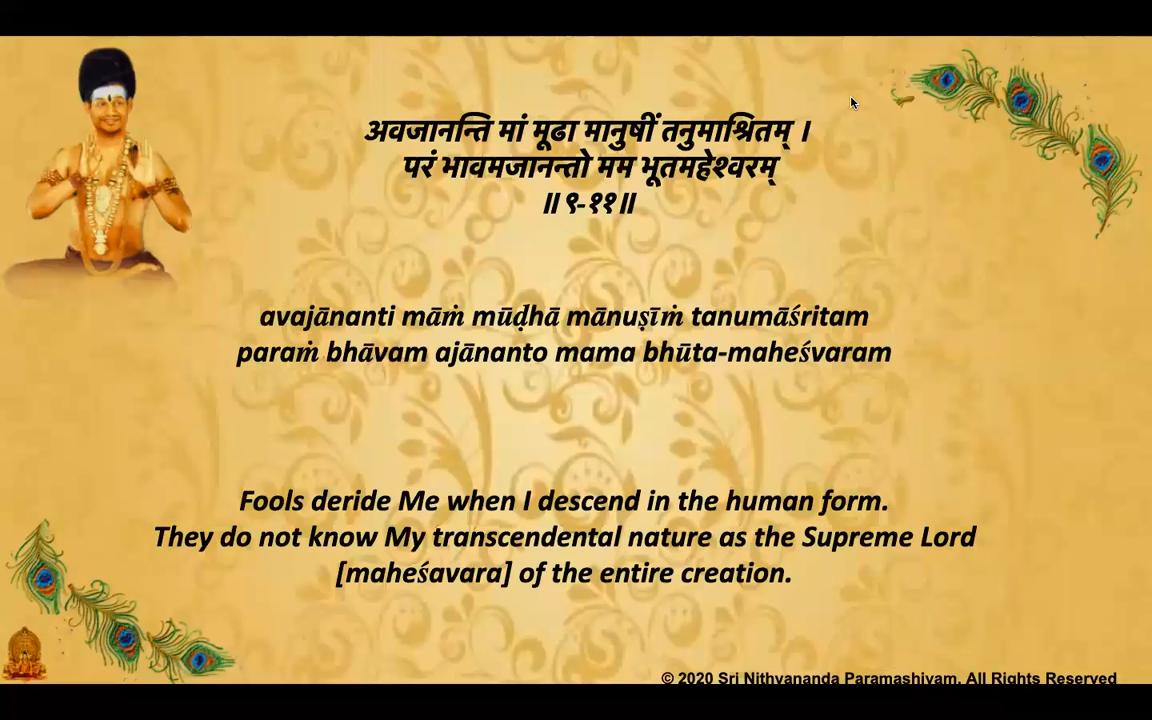 अवजानन्ति मां मूढा मानुषीं तनुमाश्रितम् ।
परं भावमजानन्तो मम भूतमहेश्वरम्
॥ ९-११॥
avajānanti māṁ mūḍhā mānuṣīṁ tanumāśritam
paraṁ bhāvam ajānanto mama bhūta-maheśvaram
Fools deride Me when I descend in the human form.
They do not know My transcendental nature as the Supreme Lord
[maheśavara] of the entire creation.
© 2020 Sri Nithyananda Paramashivam. All Rights Reserved